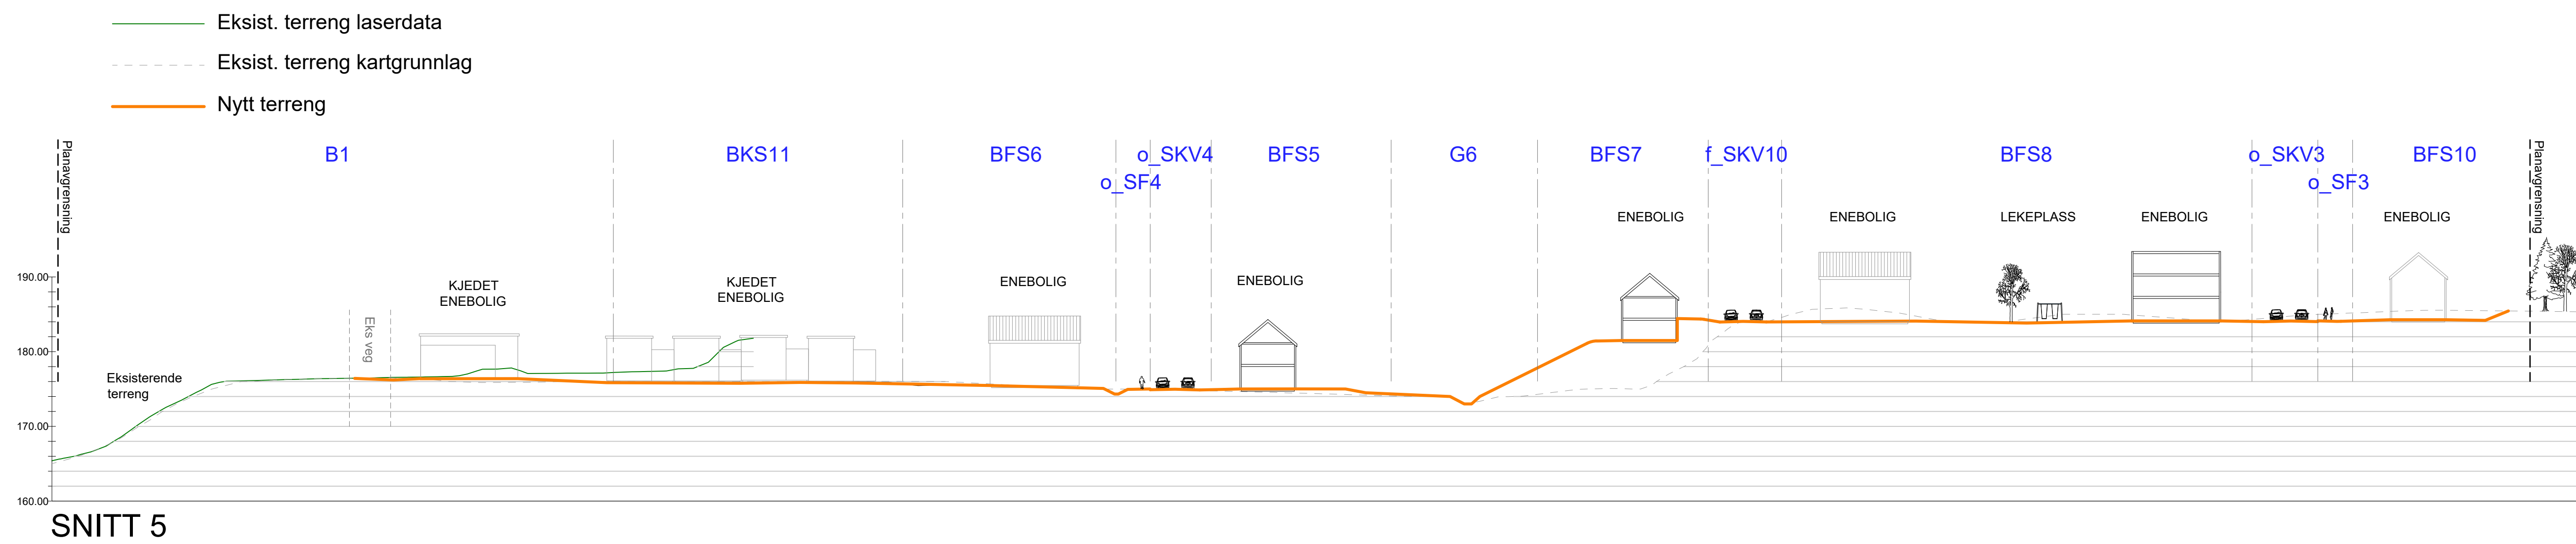 Eksist. terreng laserdata
Eksist. terreng kartgrunnlag
Nytt terreng
Planavgrensning
B1
BKS11
BFS6
o_SF4
o_SKV4
BFS5
G6
BFS7
f_SKV10
BFS8
o_SKV3
o_SF3
BFS10
Planavgrensning
ENEBOLIG
ENEBOLIG
LEKEPLASS
ENEBOLIG
ENEBOLIG
KJEDET
ENEBOLIG
KJEDET
ENEBOLIG
ENEBOLIG
ENEBOLIG
Eks veg
Eksisterende
terreng
190.00
180.00
170.00
160.00
SNITT 5